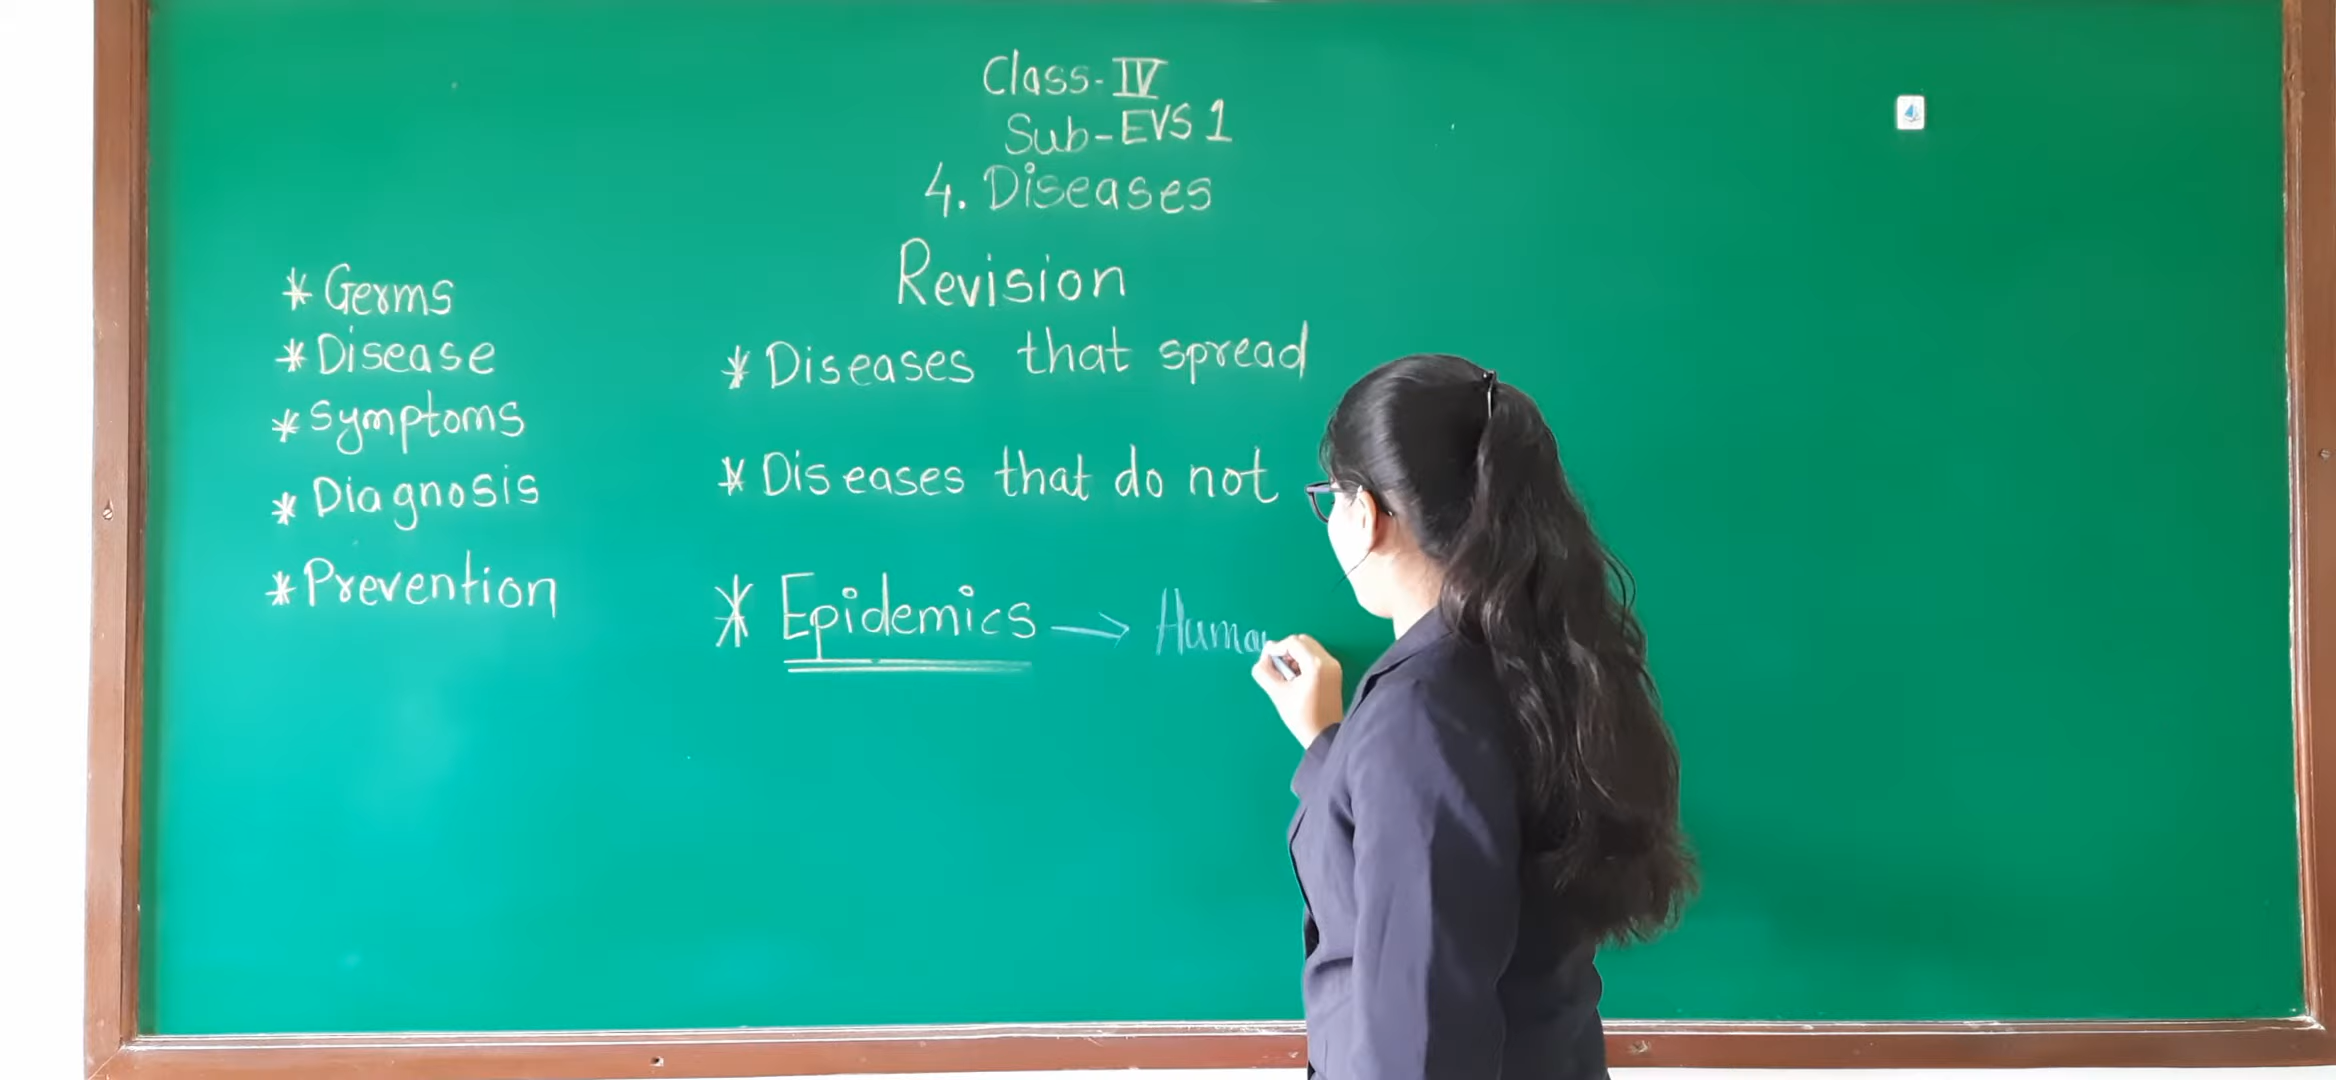 Class-IV
Sub-EVS 1
4. Diseases
Revision
* Germs
* Disease
* Symptoms
* Diagnosis
* Prevention
* Diseases that spread
* Diseases that do not
* Epidemics →